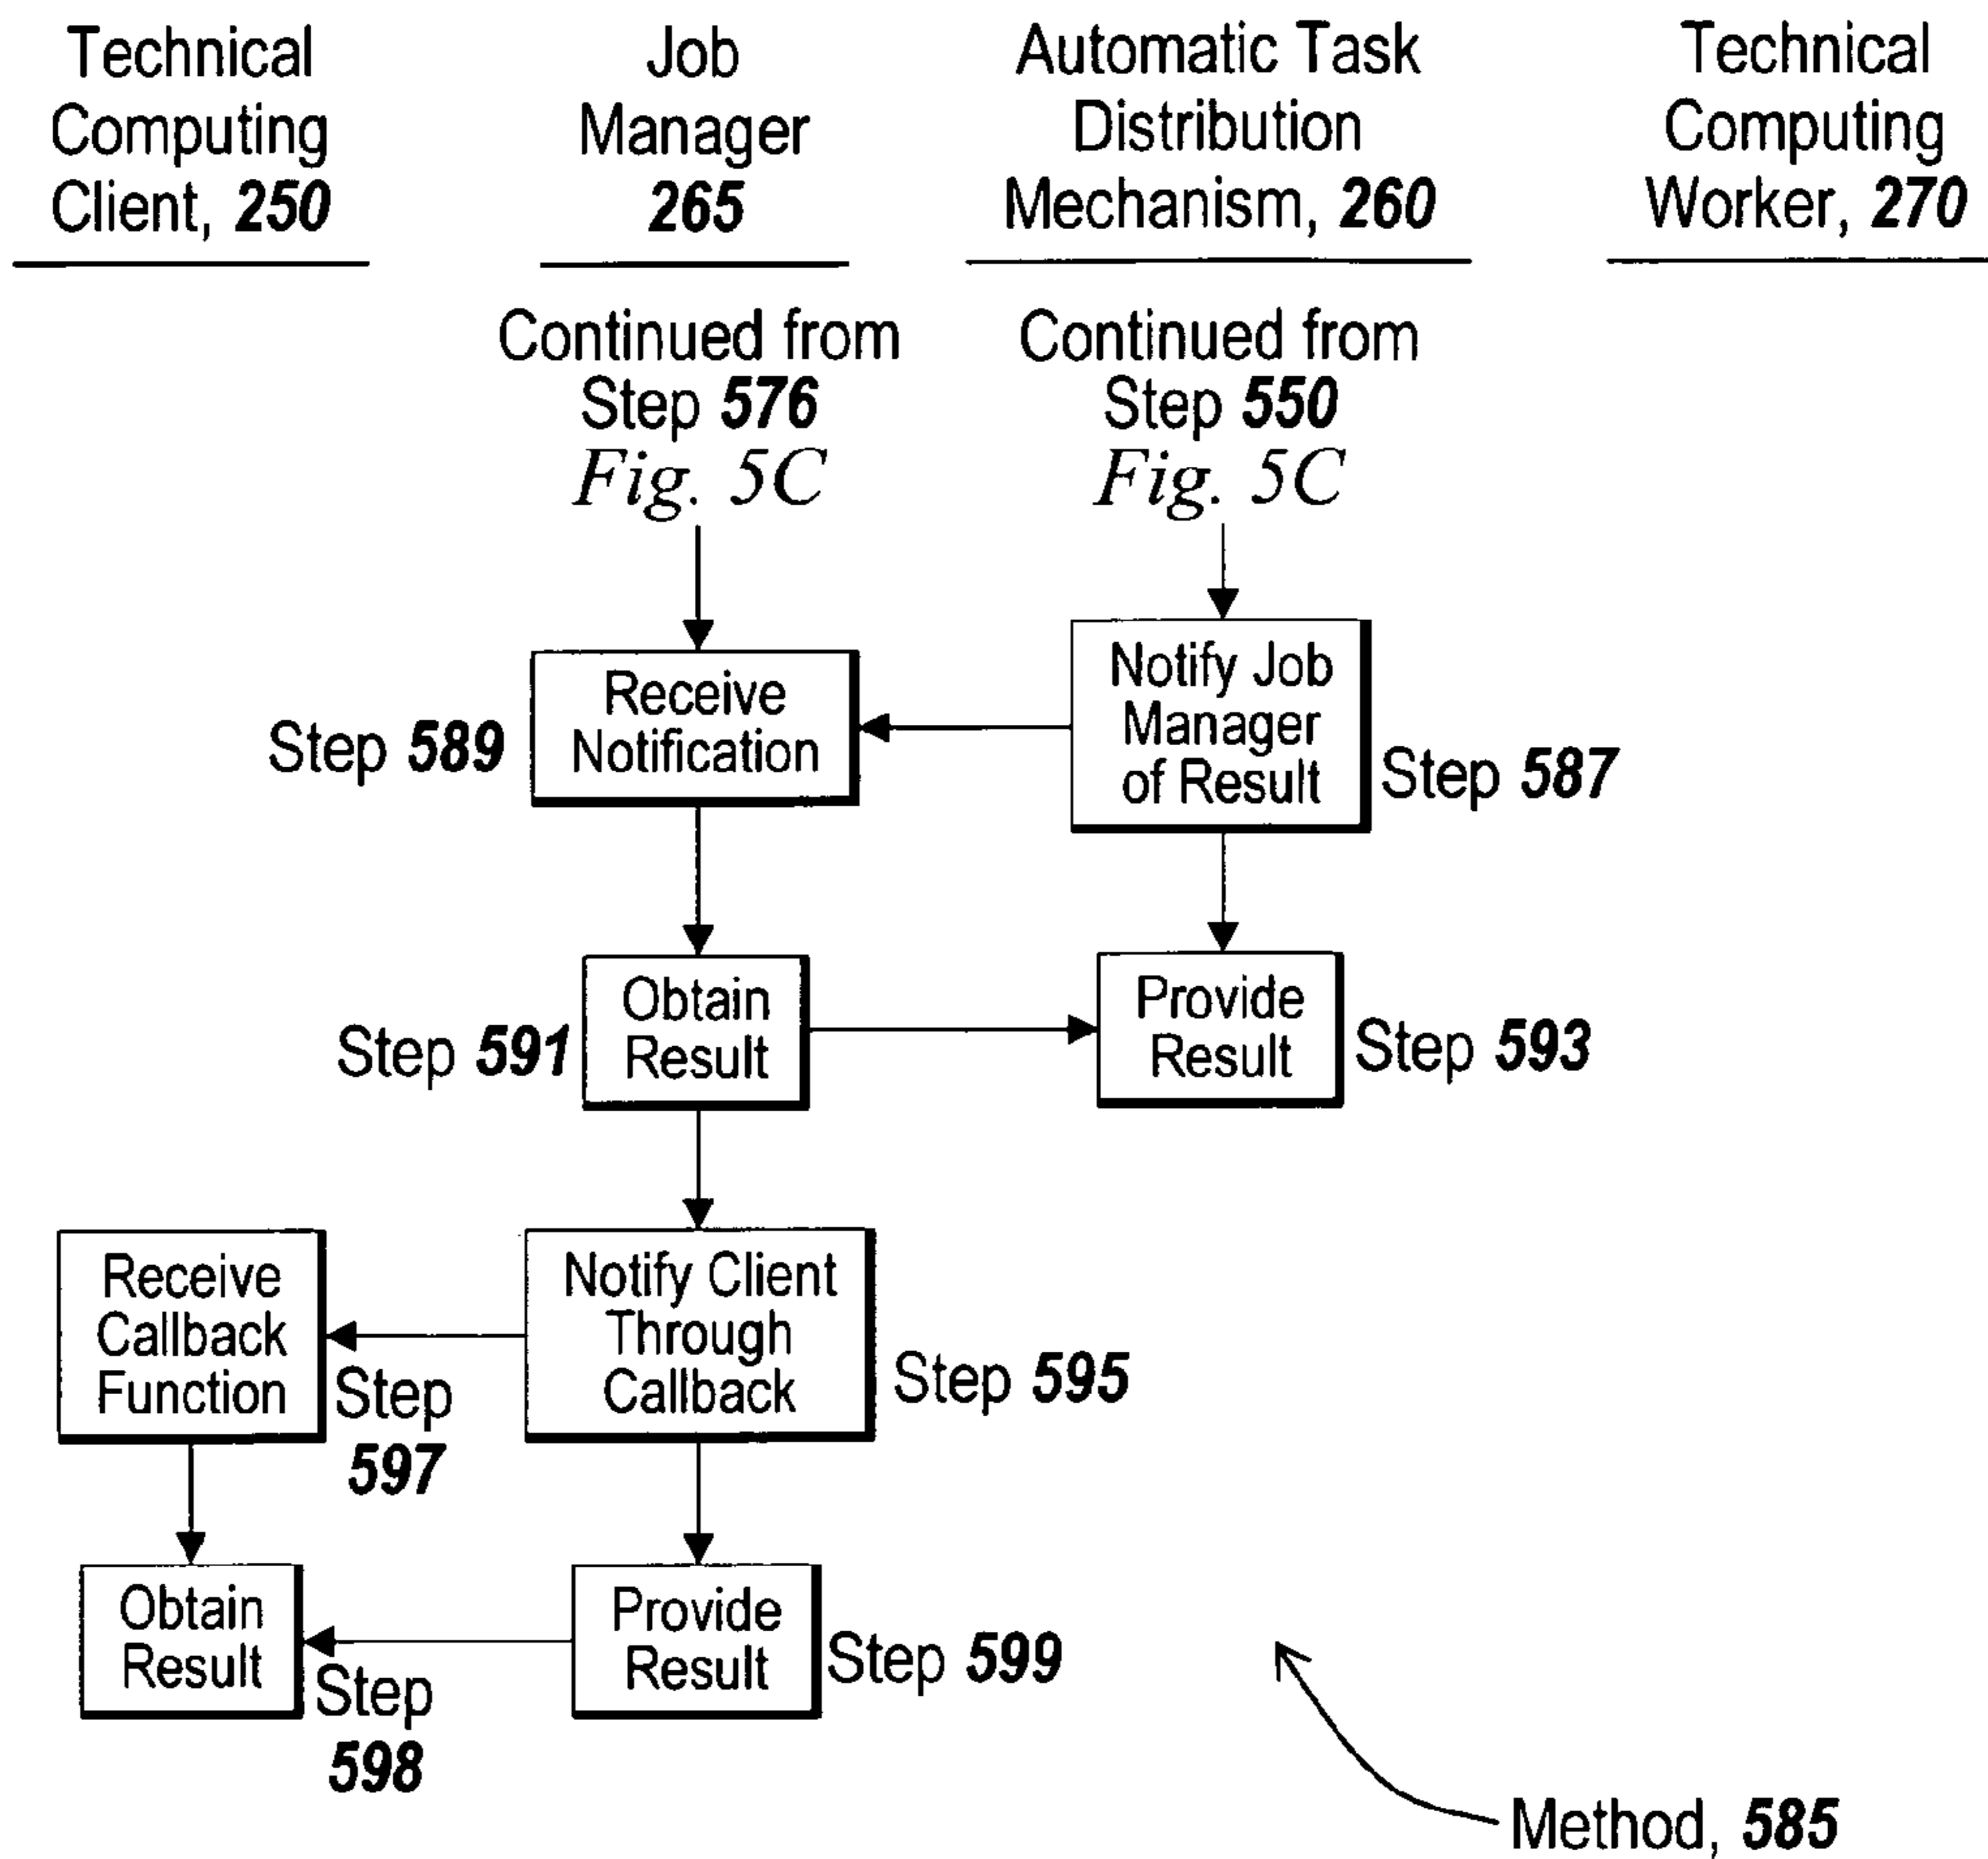 Technical
Computing
Client, 250
Job
Manager
265
Automatic Task
Distribution
Mechanism, 260
Technical
Computing
Worker, 270
Continued from
Step 576
Fig. 5C
Continued from
Step 550
Fig. 5C
Step 589
Receive
Notification
Notify Job
Manager
of Result
Step 587
Step 591
Obtain
Result
Provide
Result
Step 593
Receive
Callback
Function
Step
597
Notify Client
Through
Callback
Step 595
Obtain
Result
Step
598
Provide
Result
Step 599
Method, 585